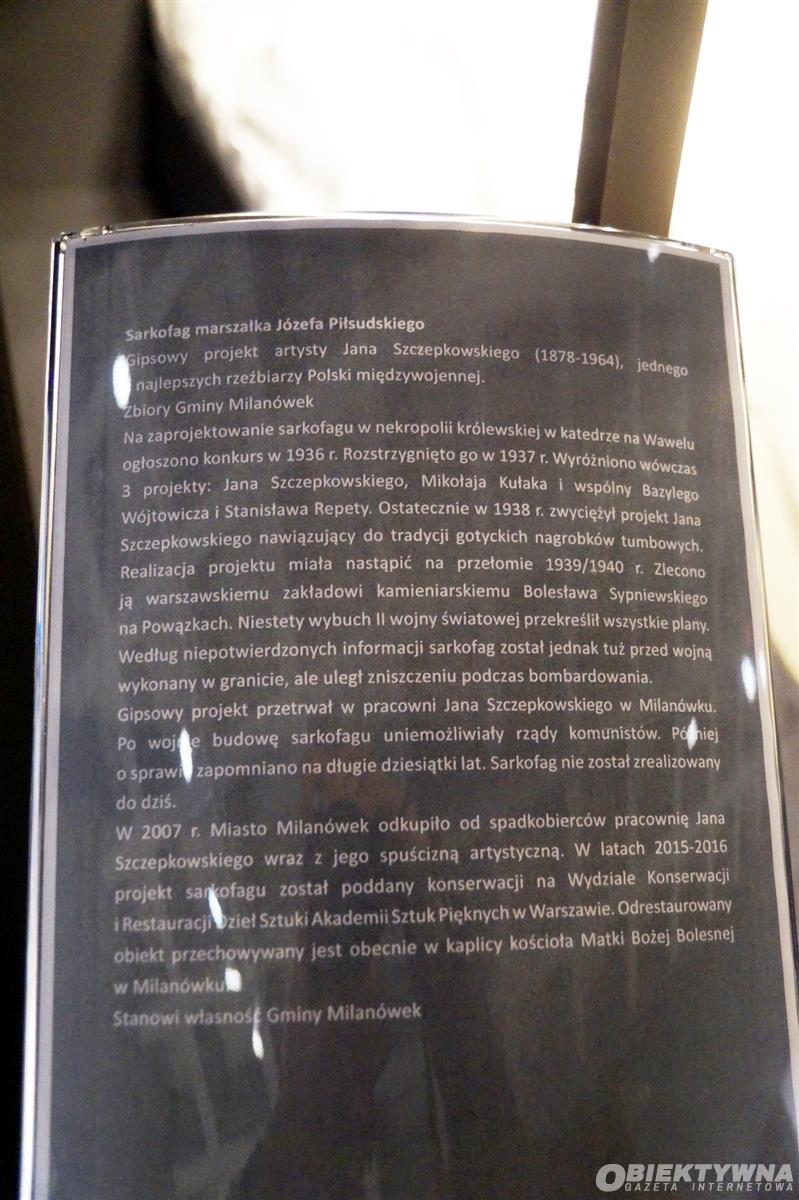 Sarkofag marszałka Józefa Piłsudskiego
Gipsowy projekt artysty Jana Szczepkowskiego (1878-1964), jednego
najlepszych rzeźbiarzy Polski międzywojennej.
Zbiory Gminy Milanówek
Na zaprojektowanie sarkofagu w nekropolii królewskiej w katedrze na Wawelu
ogłoszono konkurs w 1936 r. Rozstrzygnięto go w 1937 r. Wyróżniono wówczas
3 projekty: Jana Szczepkowskiego, Mikołaja Kułaka i wspólny Bazylego
Wójtowicza i Stanisława Repety. Ostatecznie w 1938 r. zwyciężył projekt Jana
Szczepkowskiego nawiązujący do tradycji gotyckich nagrobków tumbowych.
Realizacja projektu miała nastąpić na przełomie 1939/1940 r. Zlecono
ją warszawskiemu zakładowi kamieniarskiemu Bolesława Sypniewskiego
na Powązkach. Niestety wybuch II wojny światowej przekreślił wszystkie plany.
Według niepotwierdzonych informacji sarkofag został jednak tuż przed wojną
wykonany w granicie, ale uległ zniszczeniu podczas bombardowania.
Gipsowy projekt przetrwał w pracowni Jana Szczepkowskiego w Milanówku.
Po wojnie budowę sarkofagu uniemożliwiały rządy komunistów. Później
o sprawie zapomniano na długie dziesiątki lat. Sarkofag nie został zrealizowany
do dziś.
W 2007 r. Miasto Milanówek odkupiło od spadkobierców pracownię Jana
Szczepkowskiego wraz z jego spuścizną artystyczną. W latach 2015-2016
projekt sarkofagu został poddany konserwacji na Wydziale Konserwacji
i Restauracji Dzieł Sztuki Akademii Sztuk Pięknych w Warszawie. Odrestaurowany
obiekt przechowywany jest obecnie w kaplicy kościoła Matki Bożej Bolesnej
w Milanówku.
Stanowi własność Gminy Milanówek
OBIEKTYWNA
GAZETA INTERNETOWA